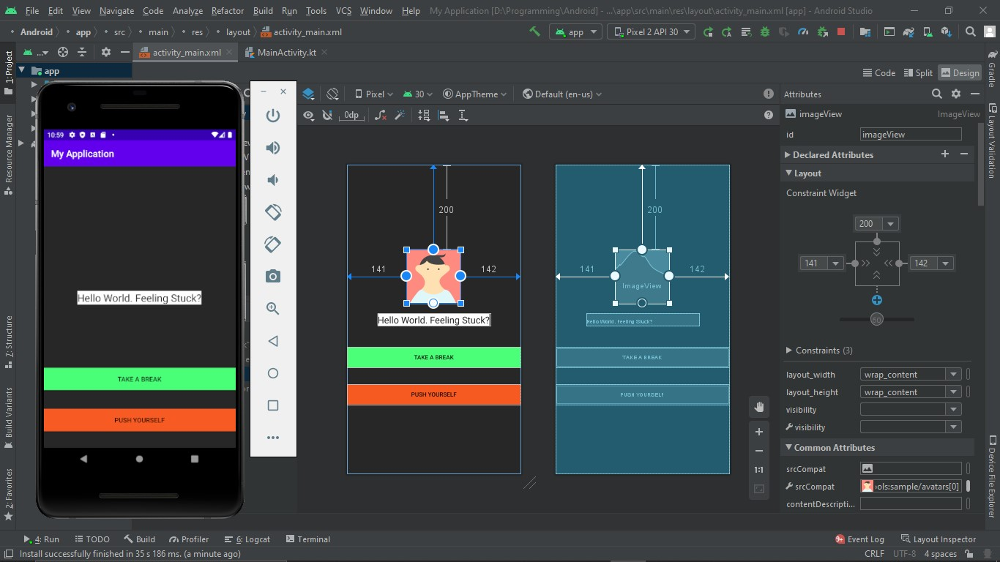 File Edit View Navigate Code Analyze Refactor Build Run Tools VCS Window Help My Application [D:\Programming\Android] - ...\app\src\main\res\layout\activity_main.xml [app] - Android Studio
Android app src main res layout activity_main.xml app Pixel 2 API 30
... activity_main.xml MainActivity.kt
1: Project
Resource Manager
7: Structure
Build Variants
2: Favorites
app
Code Split Design
10:59
My Application
Hello World. Feeling Stuck?
TAKE A BREAK
PUSH YOURSELF
Pixel 30 AppTheme Default (en-us)
0dp
200
141 142
Hello World. Feeling Stuck?
TAKE A BREAK
PUSH YOURSELF
200
141 142
ImageView
Hello World. Feeling Stuck?
TAKE A BREAK
PUSH YOURSELF
1:1
Attributes
imageView ImageView
id imageView
Declared Attributes
Layout
Constraint Widget
200
141 142
50
Constraints (3)
layout_width wrap_content
layout_height wrap_content
visibility
visibility
Common Attributes
srcCompat
srcCompat ols:sample/avatars[0]
contentDescripti...
Gradle
Layout Validation
Device File Explorer
4: Run TODO Build Profiler 6: Logcat Terminal 9+ Event Log Layout Inspector
Install successfully finished in 35 s 186 ms. (a minute ago) CRLF UTF-8 4 spaces